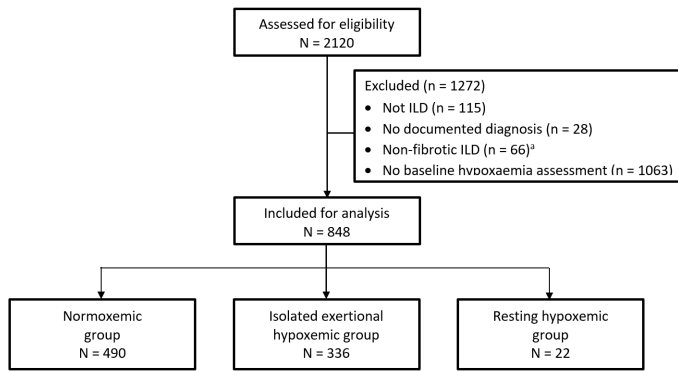 Assessed for eligibility
N = 2120
Excluded (n = 1272)
• Not ILD (n = 115)
• No documented diagnosis (n = 28)
• Non-fibrotic ILD (n = 66)ᵃ
• No baseline hypoxaemia assessment (n = 1063)
Included for analysis
N = 848
Normoxemic
group
N = 490
Isolated exertional
hypoxemic group
N = 336
Resting hypoxemic
group
N = 22